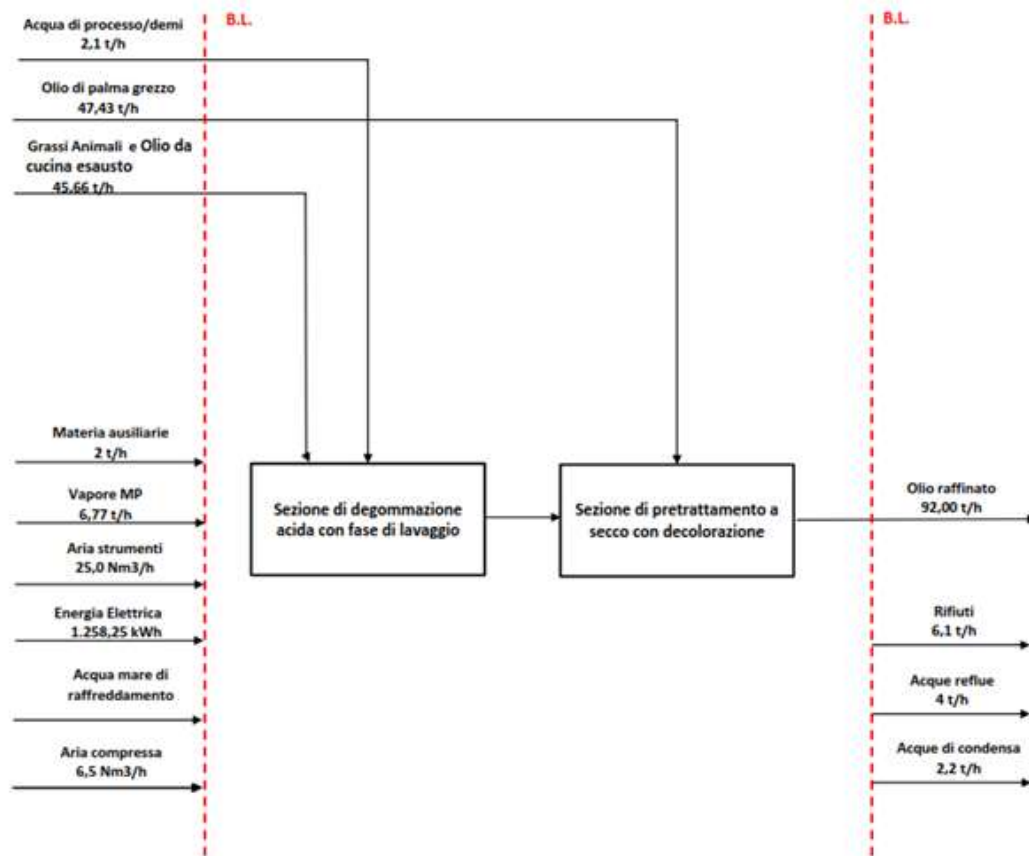 Acqua di processo/demi
2,1 t/h
B.L.
B.L.
Olio di palma grezzo
47,43 t/h
Grassi Animali e Olio da
cucina esausto
45,66 t/h
Materia ausiliarie
2 t/h
Vapore MP
6,77 t/h
Aria strumenti
25,0 Nm3/h
Energia Elettrica
1.258,25 kWh
Acqua mare di
raffreddamento
Aria compressa
6,5 Nm3/h
Sezione di degommazione
acida con fase di lavaggio
Sezione di pretrattamento a
secco con decolorazione
Olio raffinato
92,00 t/h
Rifiuti
6,1 t/h
Acque reflue
4 t/h
Acque di condensa
2,2 t/h